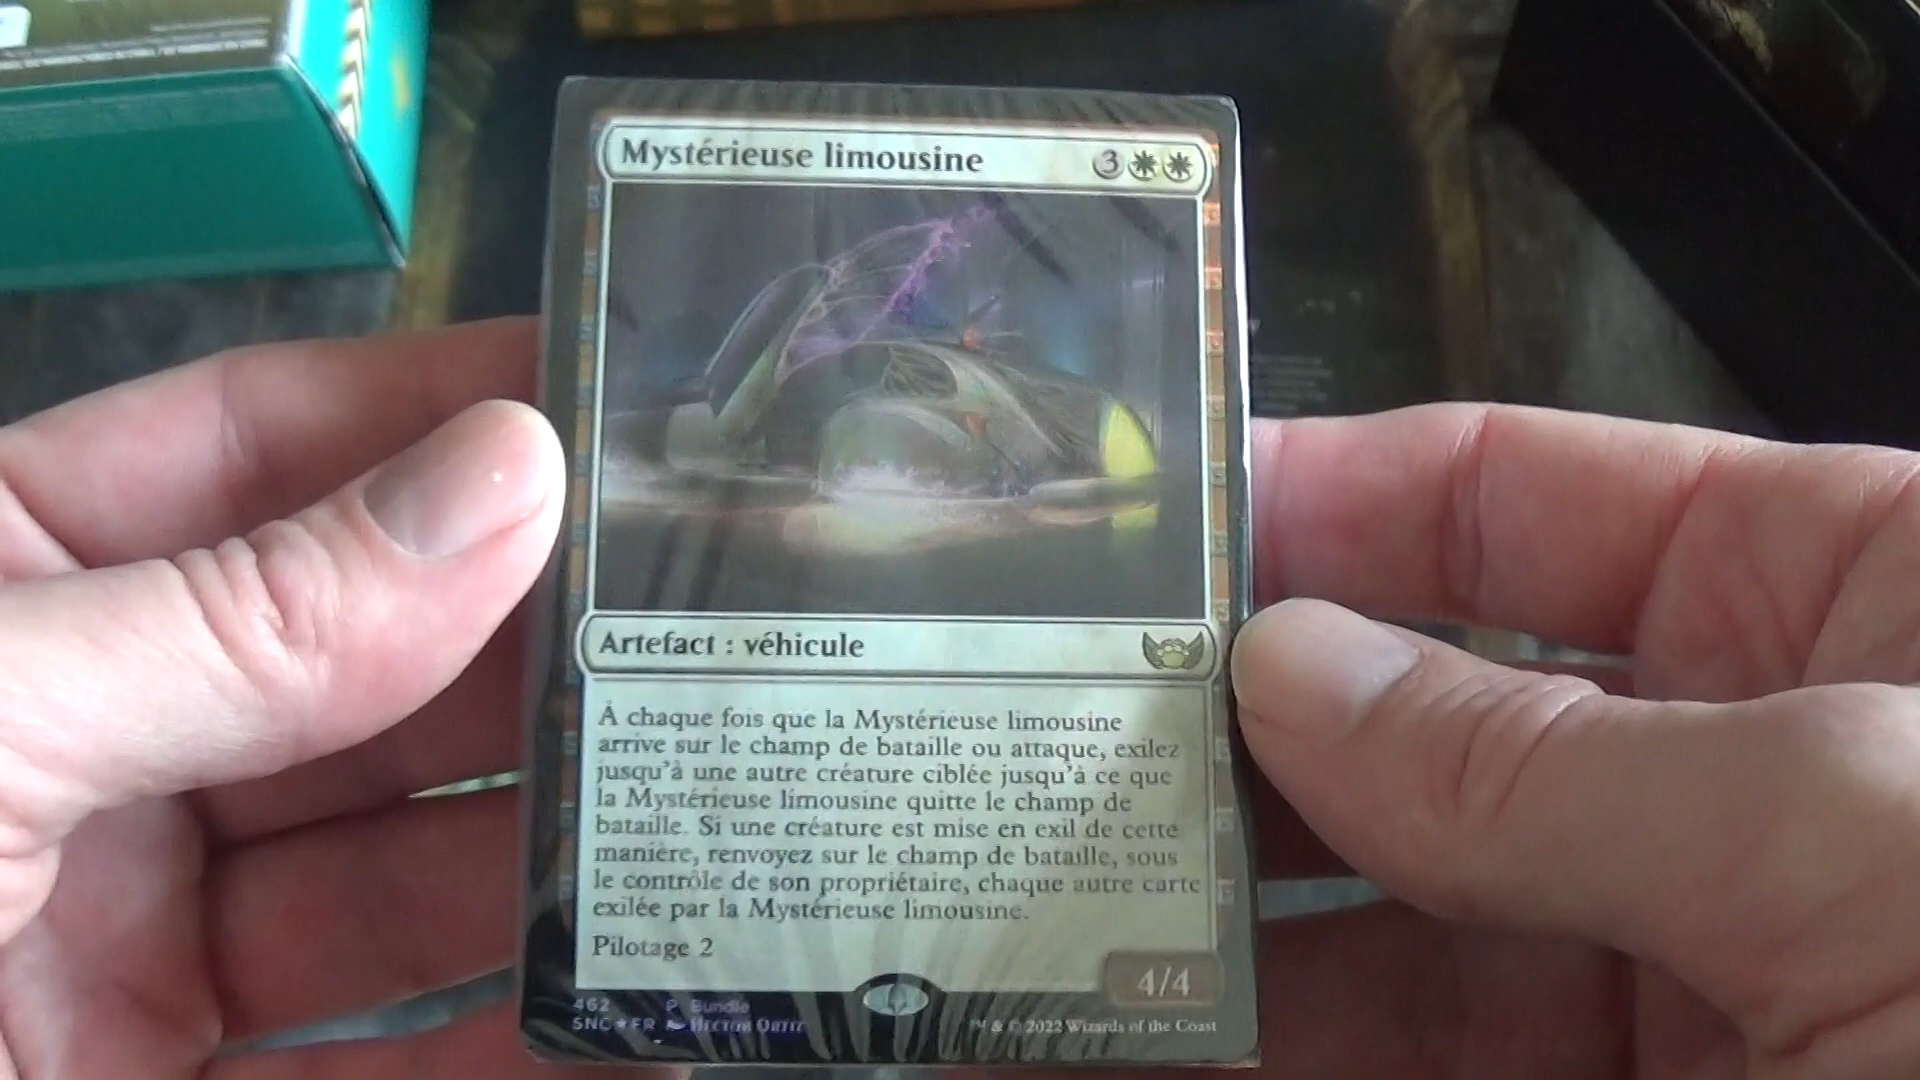 Mystérieuse limousine 3
Artefact : véhicule
À chaque fois que la Mystérieuse limousine
arrive sur le champ de bataille ou attaque, exilez
jusqu'à une autre créature ciblée jusqu'à ce que
la Mystérieuse limousine quitte le champ de
bataille. Si une créature est mise en exil de cette
manière, renvoyez sur le champ de bataille, sous
le contrôle de son propriétaire, chaque autre carte
exilée par la Mystérieuse limousine.
Pilotage 2
4/4
462 P Bundle
SNC★FR Hector Ortiz ™ & © 2022 Wizards of the Coast